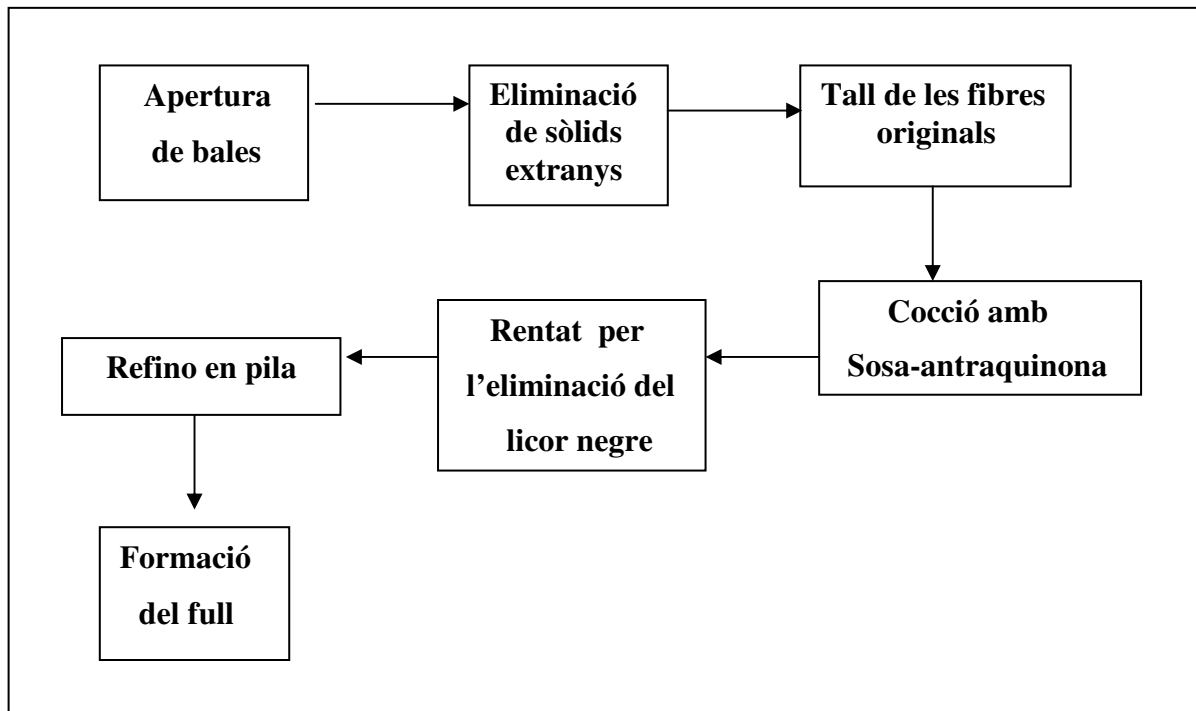 Apertura
de bales
Eliminació
de sòlids
extranys
Tall de les fibres
originals
Cocció amb
Sosa-antraquinona
Rentat per
l’eliminació del
licor negre
Refino en pila
Formació
del full